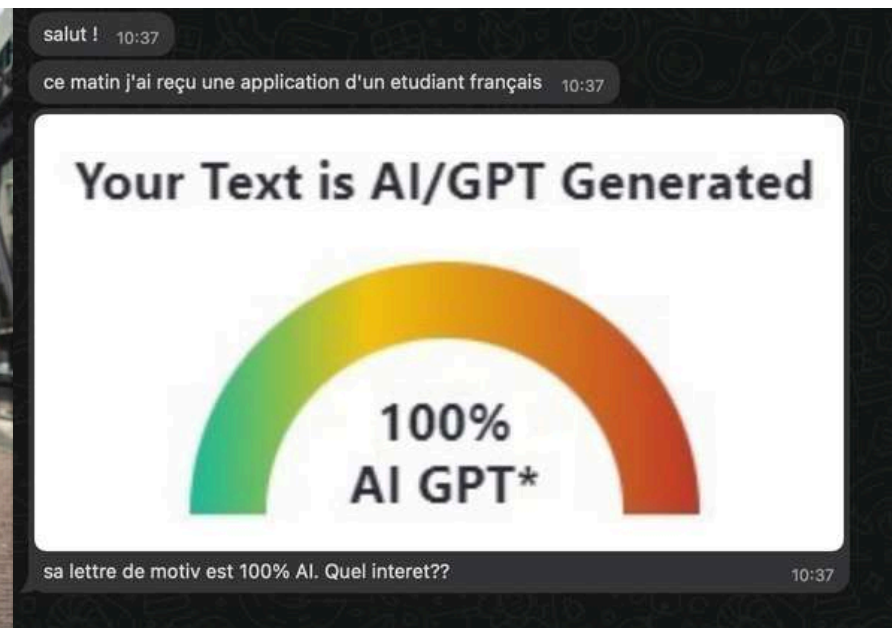 salut ! 10:37
ce matin j'ai reçu une application d'un etudiant français 10:37
Your Text is AI/GPT Generated
100%
AI GPT*
sa lettre de motiv est 100% AI. Quel interet?? 10:37